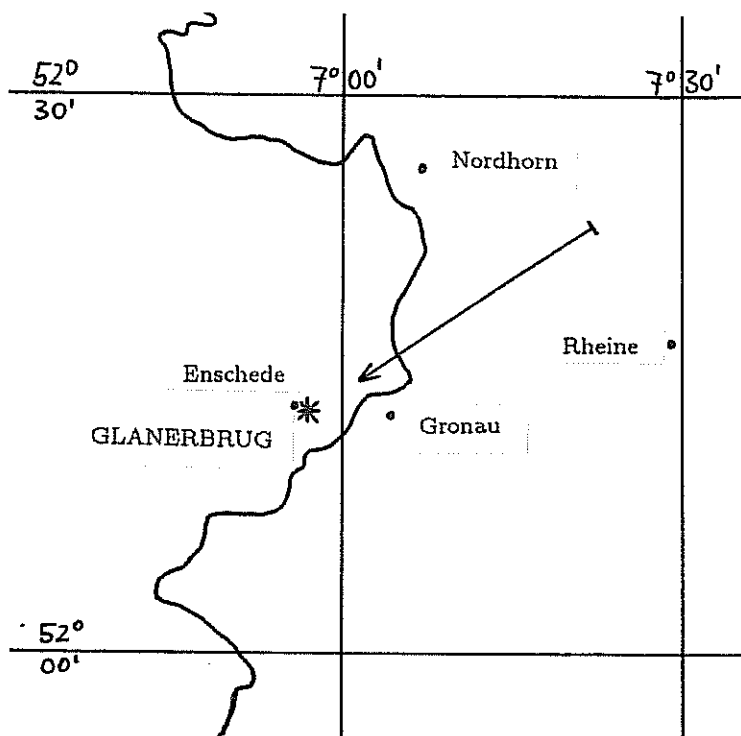 52° 30'
7° 00'
7° 30'
Nordhorn
Rheine
Enschede
GLANERBRUG
Gronau
52° 00'